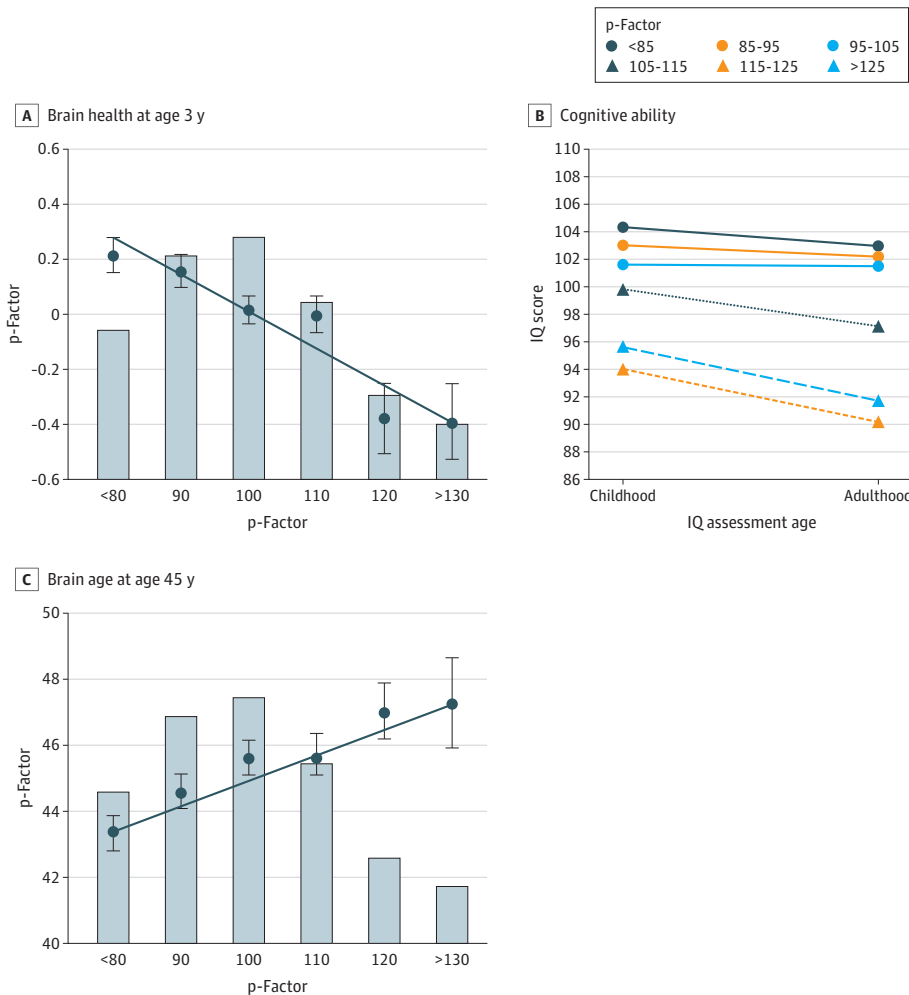 p-Factor
<85
85-95
95-105
105-115
115-125
>125
A Brain health at age 3 y
0.6
0.4
0.2
0
-0.2
-0.4
-0.6
p-Factor
<80 90 100 110 120 >130
p-Factor
B Cognitive ability
110
108
106
104
102
100
98
96
94
92
90
88
86
IQ score
Childhood Adulthood
IQ assessment age
C Brain age at age 45 y
50
48
46
44
42
40
p-Factor
<80 90 100 110 120 >130
p-Factor